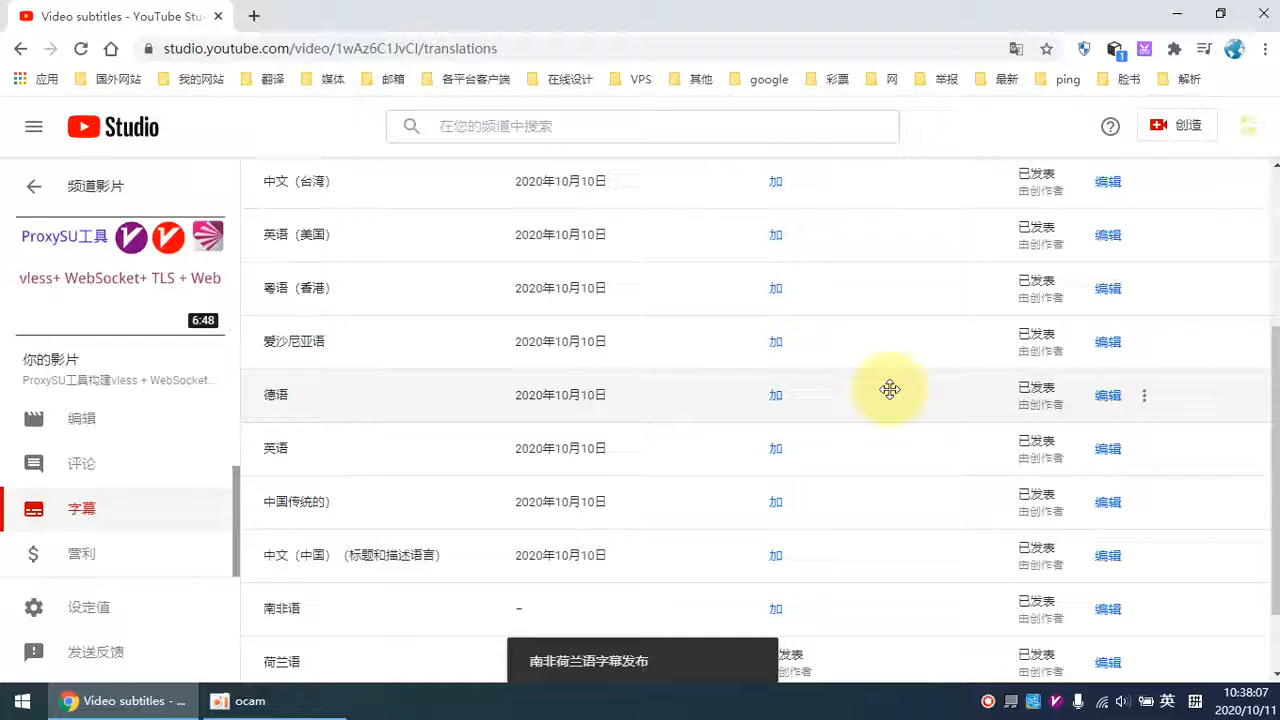 Video subtitles - YouTube Stu
studio.youtube.com/video/1wAz6C1JvCI/translations
应用
国外网站
我的网站
翻译
媒体
邮箱
各平台客户端
在线设计
VPS
其他
google
彩票
网
举报
最新
ping
脸书
解析
Studio
在您的频道中搜索
创造
频道影片
ProxySU工具
vless+ WebSocket+ TLS + Web
6:48
你的影片
ProxySU工具构建vless + WebSocket...
编辑
评论
字幕
营利
设定值
发送反馈
中文（台湾） 2020年10月10日 加 已发表 编辑
由创作者
英语（美国） 2020年10月10日 加 已发表 编辑
由创作者
粤语（香港） 2020年10月10日 加 已发表 编辑
由创作者
爱沙尼亚语 2020年10月10日 加 已发表 编辑
由创作者
德语 2020年10月10日 加 已发表 编辑
由创作者
英语 2020年10月10日 加 已发表 编辑
由创作者
中国传统的） 2020年10月10日 加 已发表 编辑
由创作者
中文（中国）（标题和描述语言） 2020年10月10日 加 已发表 编辑
由创作者
南非语 – 加 已发表 编辑
由创作者
荷兰语 发表 已发表 编辑
作者 由创作者
南非荷兰语字幕发布
Video subtitles - ...
ocam
英
拼
10:38:07
2020/10/11
1